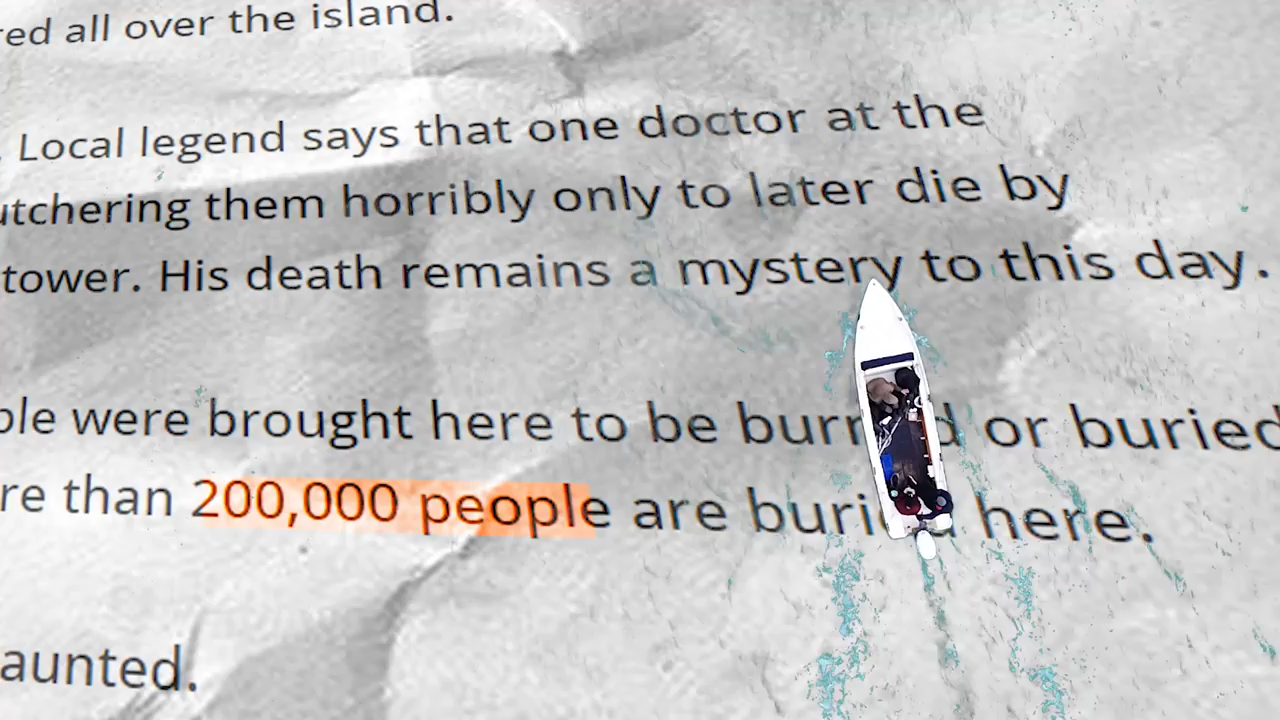 red all over the island.
. Local legend says that one doctor at the
utchering them horribly only to later die by
tower. His death remains a mystery to this day.
ple were brought here to be burned or buried
re than 200,000 people are buried here.
aunted.